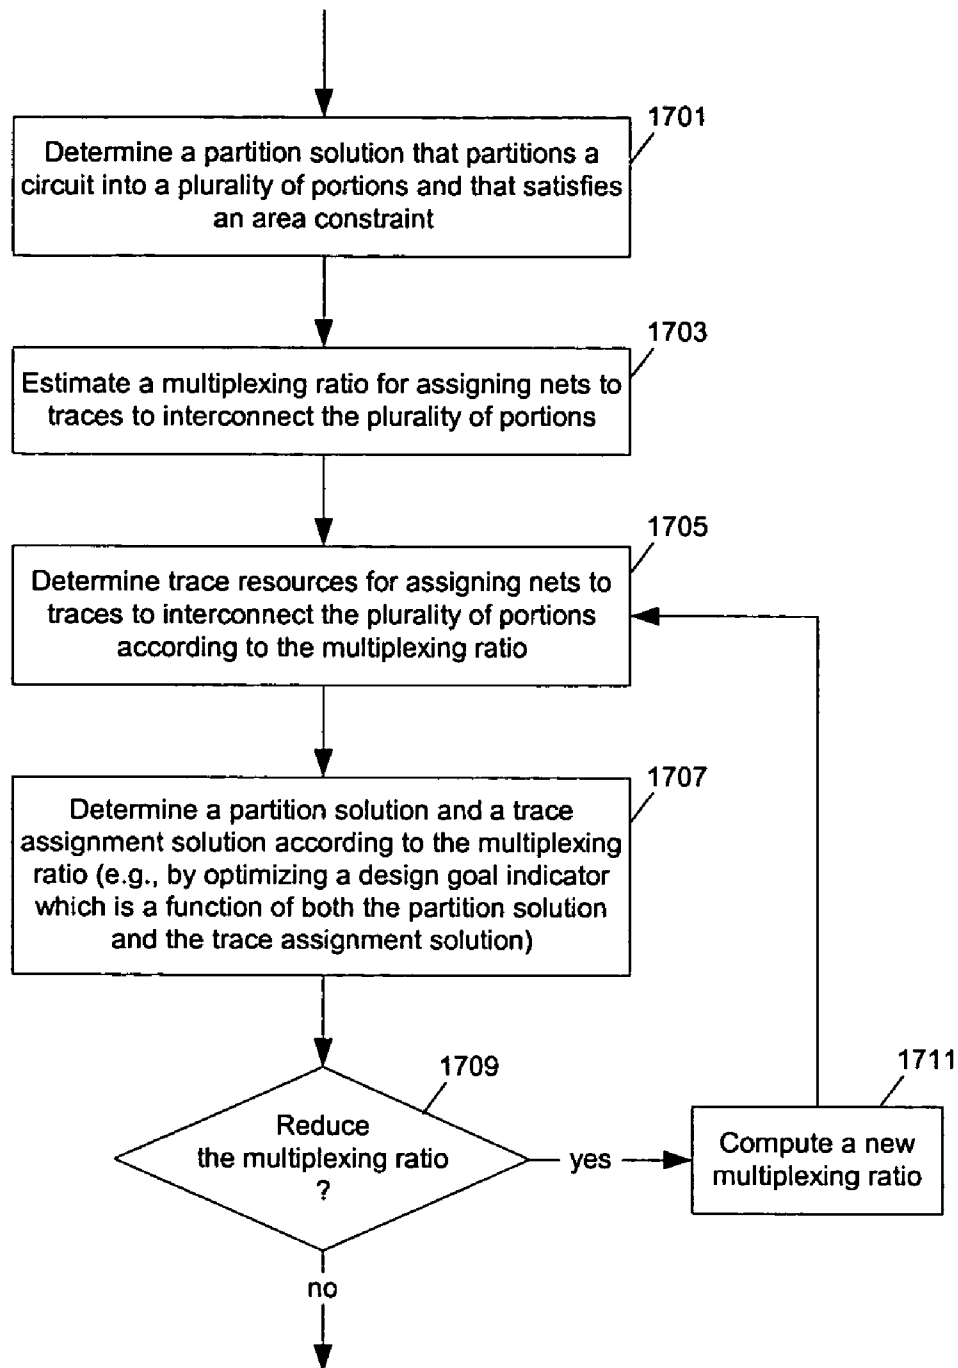 1701
Determine a partition solution that partitions a
circuit into a plurality of portions and that satisfies
an area constraint
1703
Estimate a multiplexing ratio for assigning nets to
traces to interconnect the plurality of portions
1705
Determine trace resources for assigning nets to
traces to interconnect the plurality of portions
according to the multiplexing ratio
1707
Determine a partition solution and a trace
assignment solution according to the multiplexing
ratio (e.g., by optimizing a design goal indicator
which is a function of both the partition solution
and the trace assignment solution)
1709
Reduce
the multiplexing ratio
?
yes
1711
Compute a new
multiplexing ratio
no